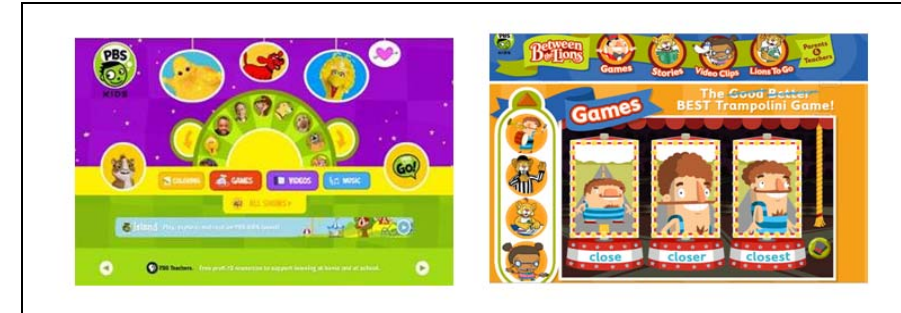 PBS
KIDS
GO!
COLORING
GAMES
VIDEOS
MUSIC
ALL SHOWS
Island
PBS Teachers
Between
the Lions
Games
Stories
Video Clips
Lions To Go
Parents
&
Teachers
Games
The Good Better
BEST Trampolini Game!
close
closer
closest